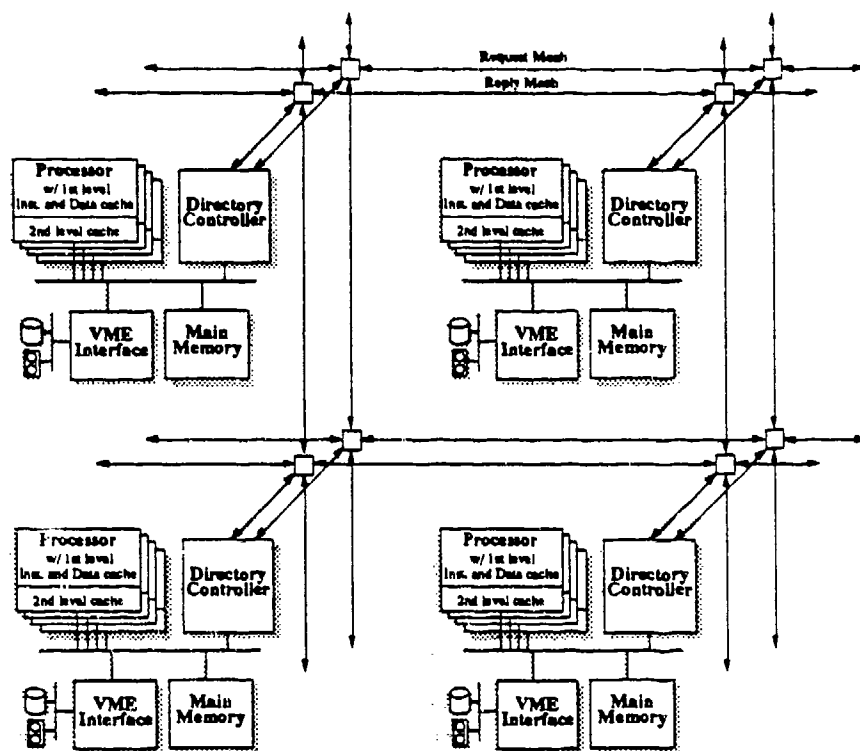 Request Mesh
Reply Mesh
Processor
w/ 1st level
Inst. and Data cache
2nd level cache
Directory
Controller
VME
Interface
Main
Memory
Processor
w/ 1st level
Inst. and Data cache
2nd level cache
Directory
Controller
VME
Interface
Main
Memory
Processor
w/ 1st level
Inst. and Data cache
2nd level cache
Directory
Controller
VME
Interface
Main
Memory
Processor
w/ 1st level
Inst. and Data cache
2nd level cache
Directory
Controller
VME
Interface
Main
Memory